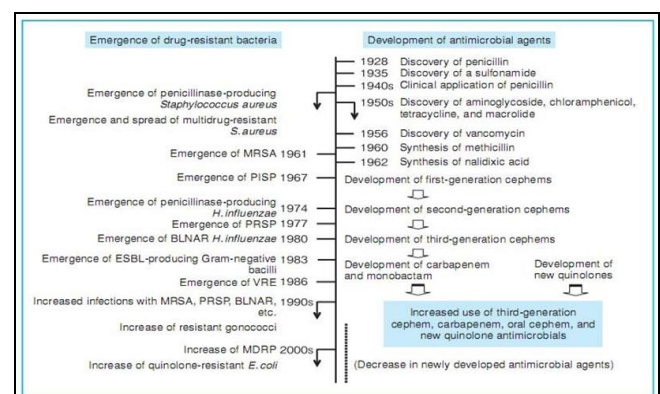 Emergence of drug-resistant bacteria
Emergence of penicillinase-producing
Staphylococcus aureus
Emergence and spread of multidrug-resistant
S. aureus
Emergence of MRSA 1961
Emergence of PISP 1967
Emergence of penicillinase-producing 1974
H. influenzae
Emergence of PRSP 1977
Emergence of BLNAR H. influenzae 1980
Emergence of ESBL-producing Gram-negative 1983
bacilli
Emergence of VRE 1986
Increased infections with MRSA, PRSP, BLNAR, 1990s
etc.
Increase of resistant gonococci
Increase of MDRP 2000s
Increase of quinolone-resistant E. coli
Development of antimicrobial agents
1928 Discovery of penicillin
1935 Discovery of a sulfonamide
1940s Clinical application of penicillin
1950s Discovery of aminoglycoside, chloramphenicol,
tetracycline, and macrolide
1956 Discovery of vancomycin
1960 Synthesis of methicillin
1962 Synthesis of nalidixic acid
Development of first-generation cephems
Development of second-generation cephems
Development of third-generation cephems
Development of carbapenem
and monobactam
Development of
new quinolones
Increased use of third-generation
cephem, carbapenem, oral cephem, and
new quinolone antimicrobials
(Decrease in newly developed antimicrobial agents)